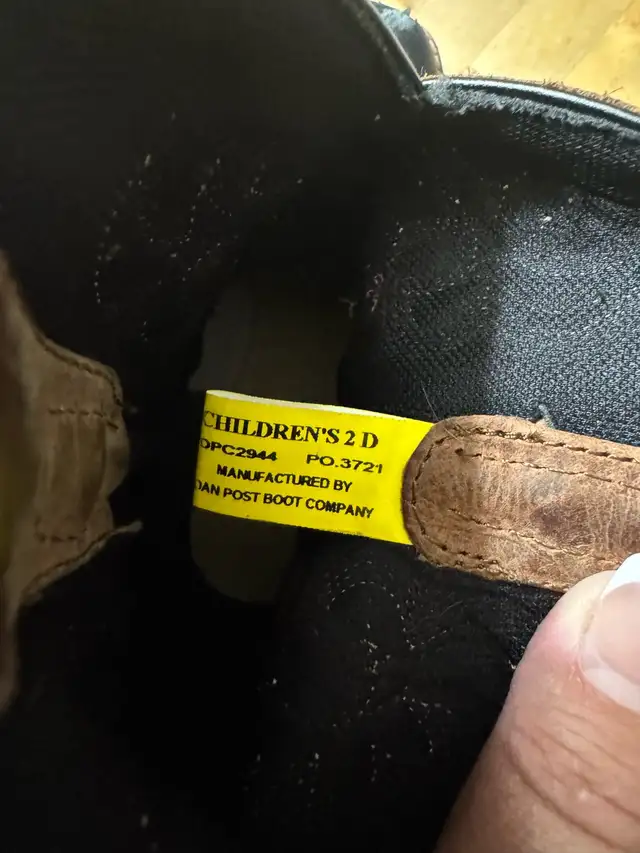 CHILDREN'S 2 D
DPC2944 PO.3721
MANUFACTURED BY
DAN POST BOOT COMPANY